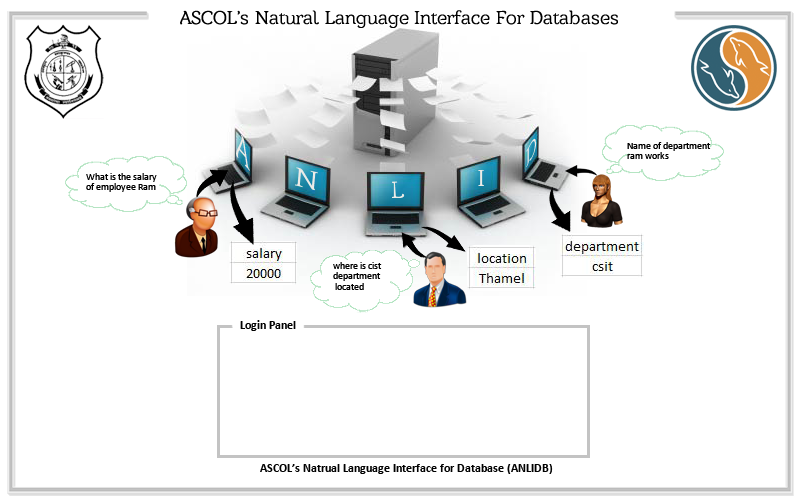 ASCOL's Natural Language Interface For Databases
What is the salary
of employee Ram
Name of department
ram works
A
N
L
I
D
salary
20000
where is cist
department
located
location
Thamel
department
csit
Login Panel
ASCOL's Natrual Language Interface for Database (ANLIDB)